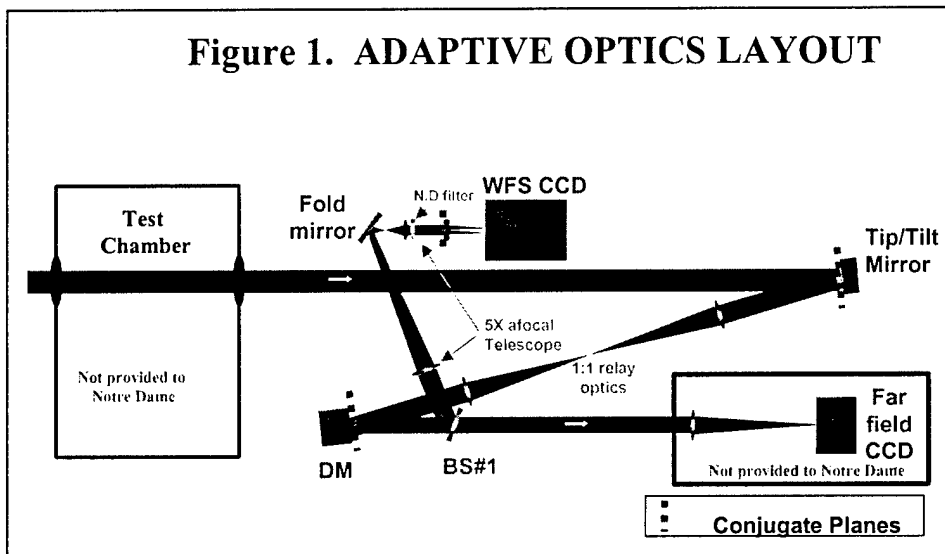 Figure 1. ADAPTIVE OPTICS LAYOUT
Test
Chamber
Not provided to
Notre Dame
Fold
mirror
N.D filter
WFS CCD
Tip/Tilt
Mirror
5X afocal
Telescope
1:1 relay
optics
DM
BS#1
Far
field
CCD
Not provided to Notre Dame
Conjugate Planes